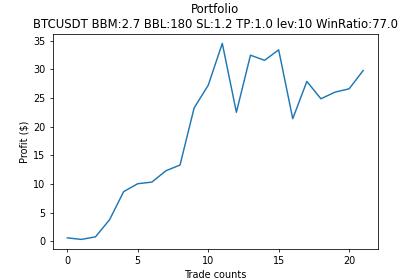 Portfolio
BTCUSDT BBM:2.7 BBL:180 SL:1.2 TP:1.0 lev:10 WinRatio:77.0
35
30
25
20
15
10
5
0
Profit ($)
0 5 10 15 20
Trade counts